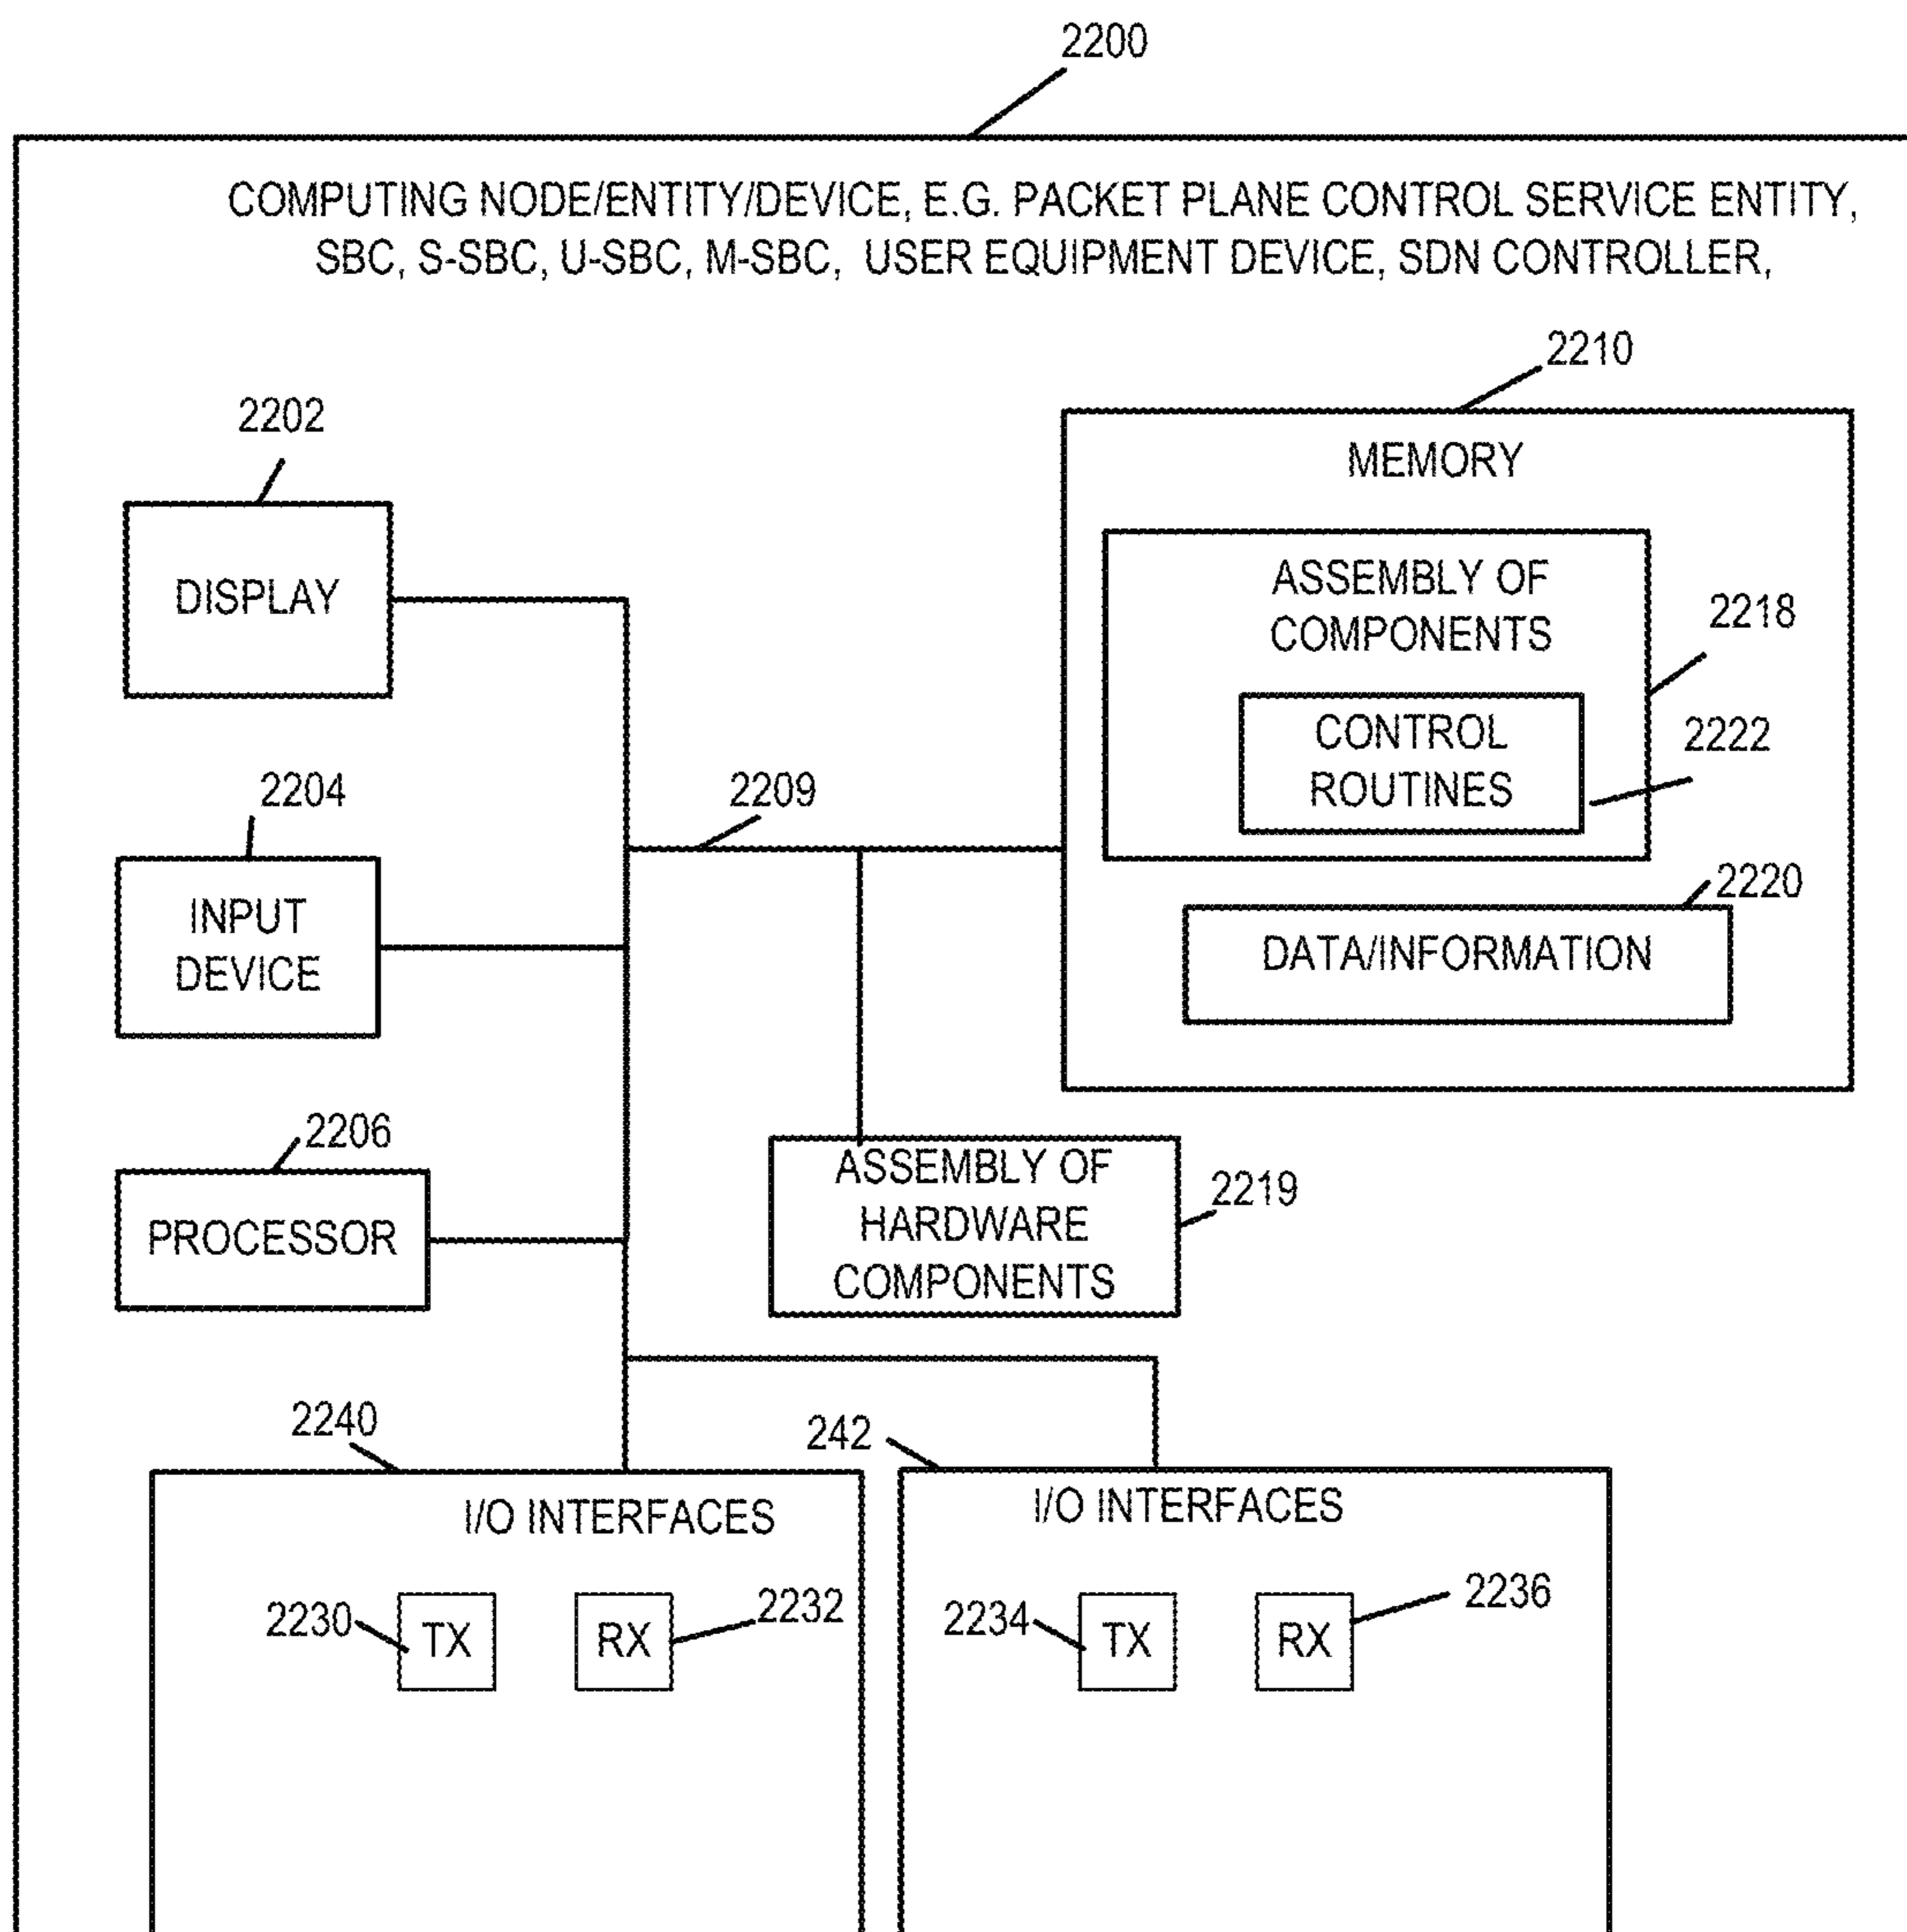 2200
COMPUTING NODE/ENTITY/DEVICE, E.G. PACKET PLANE CONTROL SERVICE ENTITY,
SBC, S-SBC, U-SBC, M-SBC, USER EQUIPMENT DEVICE, SDN CONTROLLER,
2210
MEMORY
2202
DISPLAY
ASSEMBLY OF
COMPONENTS
2218
CONTROL
ROUTINES
2222
2204
INPUT
DEVICE
2209
2220
DATA/INFORMATION
2206
PROCESSOR
ASSEMBLY OF
HARDWARE
COMPONENTS
2219
2240
I/O INTERFACES
2230
TX
RX
2232
242
I/O INTERFACES
2234
TX
RX
2236